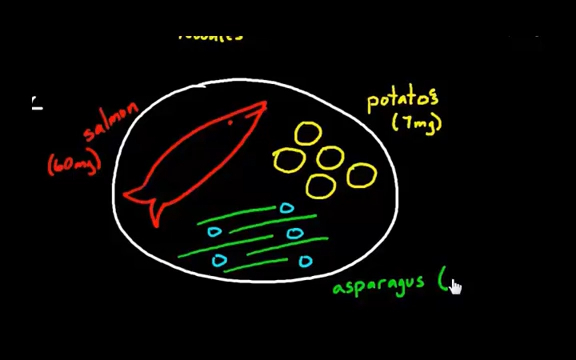 salmon
(60mg)
potatos
(7mg)
asparagus (